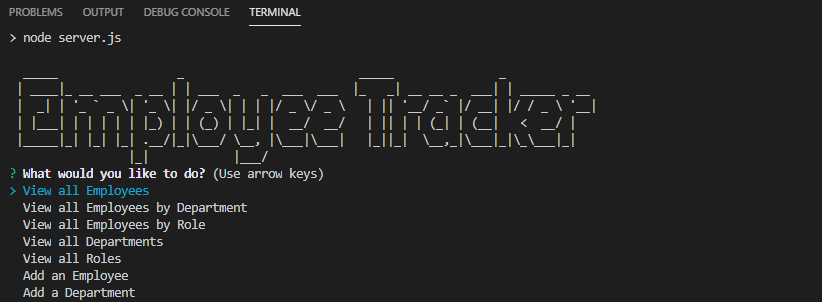 PROBLEMS OUTPUT DEBUG CONSOLE TERMINAL
> node server.js
Employee Tracker
? What would you like to do? (Use arrow keys)
> View all Employees
View all Employees by Department
View all Employees by Role
View all Departments
View all Roles
Add an Employee
Add a Department